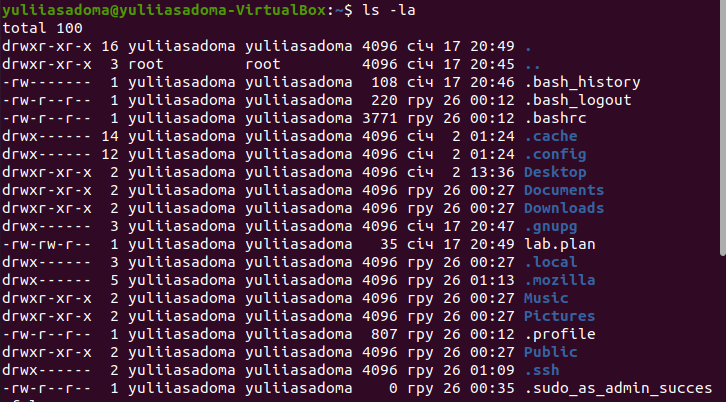 yuliiasadoma@yuliiasadoma-VirtualBox:~$ ls -la
total 100
drwxr-xr-x 16 yuliiasadoma yuliiasadoma 4096 січ 17 20:49 .
drwxr-xr-x  3 root         root         4096 січ 17 20:45 ..
-rw-------  1 yuliiasadoma yuliiasadoma  108 січ 17 20:46 .bash_history
-rw-r--r--  1 yuliiasadoma yuliiasadoma  220 гру 26 00:12 .bash_logout
-rw-r--r--  1 yuliiasadoma yuliiasadoma 3771 гру 26 00:12 .bashrc
drwx------ 14 yuliiasadoma yuliiasadoma 4096 січ  2 01:24 .cache
drwx------ 12 yuliiasadoma yuliiasadoma 4096 січ  2 01:24 .config
drwxr-xr-x  2 yuliiasadoma yuliiasadoma 4096 січ  2 13:36 Desktop
drwxr-xr-x  2 yuliiasadoma yuliiasadoma 4096 гру 26 00:27 Documents
drwxr-xr-x  2 yuliiasadoma yuliiasadoma 4096 гру 26 00:27 Downloads
drwx------  3 yuliiasadoma yuliiasadoma 4096 січ 17 20:47 .gnupg
-rw-rw-r--  1 yuliiasadoma yuliiasadoma   35 січ 17 20:49 lab.plan
drwx------  3 yuliiasadoma yuliiasadoma 4096 гру 26 00:27 .local
drwx------  5 yuliiasadoma yuliiasadoma 4096 гру 26 01:13 .mozilla
drwxr-xr-x  2 yuliiasadoma yuliiasadoma 4096 гру 26 00:27 Music
drwxr-xr-x  2 yuliiasadoma yuliiasadoma 4096 гру 26 00:27 Pictures
-rw-r--r--  1 yuliiasadoma yuliiasadoma  807 гру 26 00:12 .profile
drwxr-xr-x  2 yuliiasadoma yuliiasadoma 4096 гру 26 00:27 Public
drwx------  2 yuliiasadoma yuliiasadoma 4096 гру 26 01:09 .ssh
-rw-r--r--  1 yuliiasadoma yuliiasadoma    0 гру 26 00:35 .sudo_as_admin_succes